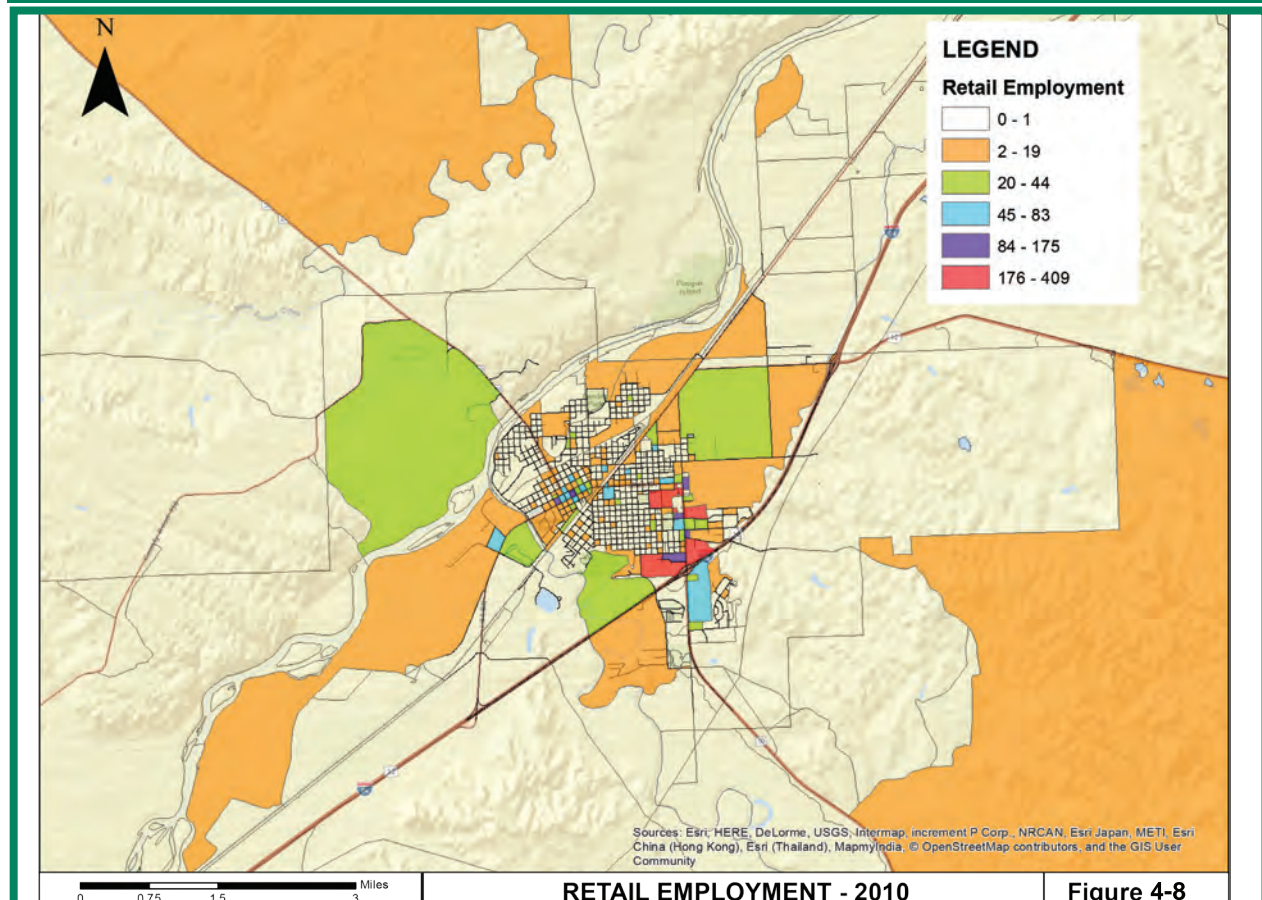 N
LEGEND
Retail Employment
0 - 1
2 - 19
20 - 44
45 - 83
84 - 175
176 - 409
Sources: Esri, HERE, DeLorme, USGS, Intermap, increment P Corp., NRCAN, Esri Japan, METI, Esri
China (Hong Kong), Esri (Thailand), MapmyIndia, © OpenStreetMap contributors, and the GIS User
Community
Miles
0 0.75 1.5 3
RETAIL EMPLOYMENT - 2010
Figure 4-8